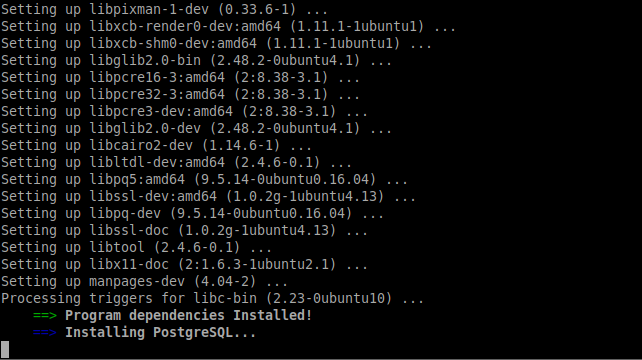 Setting up libpixman-1-dev (0.33.6-1) ...
Setting up libxcb-render0-dev:amd64 (1.11.1-1ubuntu1) ...
Setting up libxcb-shm0-dev:amd64 (1.11.1-1ubuntu1) ...
Setting up libglib2.0-bin (2.48.2-0ubuntu4.1) ...
Setting up libpcre16-3:amd64 (2:8.38-3.1) ...
Setting up libpcre32-3:amd64 (2:8.38-3.1) ...
Setting up libpcre3-dev:amd64 (2:8.38-3.1) ...
Setting up libglib2.0-dev (2.48.2-0ubuntu4.1) ...
Setting up libcairo2-dev (1.14.6-1) ...
Setting up libltdl-dev:amd64 (2.4.6-0.1) ...
Setting up libpq5:amd64 (9.5.14-0ubuntu0.16.04) ...
Setting up libssl-dev:amd64 (1.0.2g-1ubuntu4.13) ...
Setting up libpq-dev (9.5.14-0ubuntu0.16.04) ...
Setting up libssl-doc (1.0.2g-1ubuntu4.13) ...
Setting up libtool (2.4.6-0.1) ...
Setting up libx11-doc (2:1.6.3-1ubuntu2.1) ...
Setting up manpages-dev (4.04-2) ...
Processing triggers for libc-bin (2.23-0ubuntu10) ...
==> Program dependencies Installed!
==> Installing PostgreSQL...